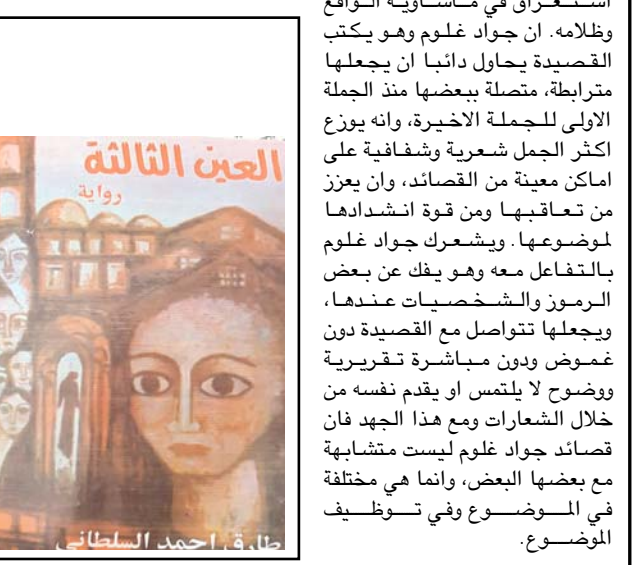 استغراق في مأساوية الواقع
وظلامه. ان جواد غلوم وهو يكتب
القصيدة يحاول دائبا ان يجعلها
مترابطة، متصلة ببعضها منذ الجملة
الاولى للجملة الاخيرة، وانه يوزع
اكثر الجمل شعرية وشفافية على
اماكن معينة من القصائد، وان يعزز
من تعاقبها ومن قوة انشدادها
لموضوعها. ويشعرك جواد غلوم
بالتفاعل معه وهو يفك عن بعض
الرموز والشخصيات عندها،
ويجعلها تتواصل مع القصيدة دون
غموض ودون مباشرة تقريرية
ووضوح لا يلتمس او يقدم نفسه من
خلال الشعارات ومع هذا الجهد فان
قصائد جواد غلوم ليست متشابهة
مع بعضها البعض، وانما هي مختلفة
في الموضوع وفي توظيف
الموضوع.
العين الثالثة
رواية
طارق احمد السلطاني